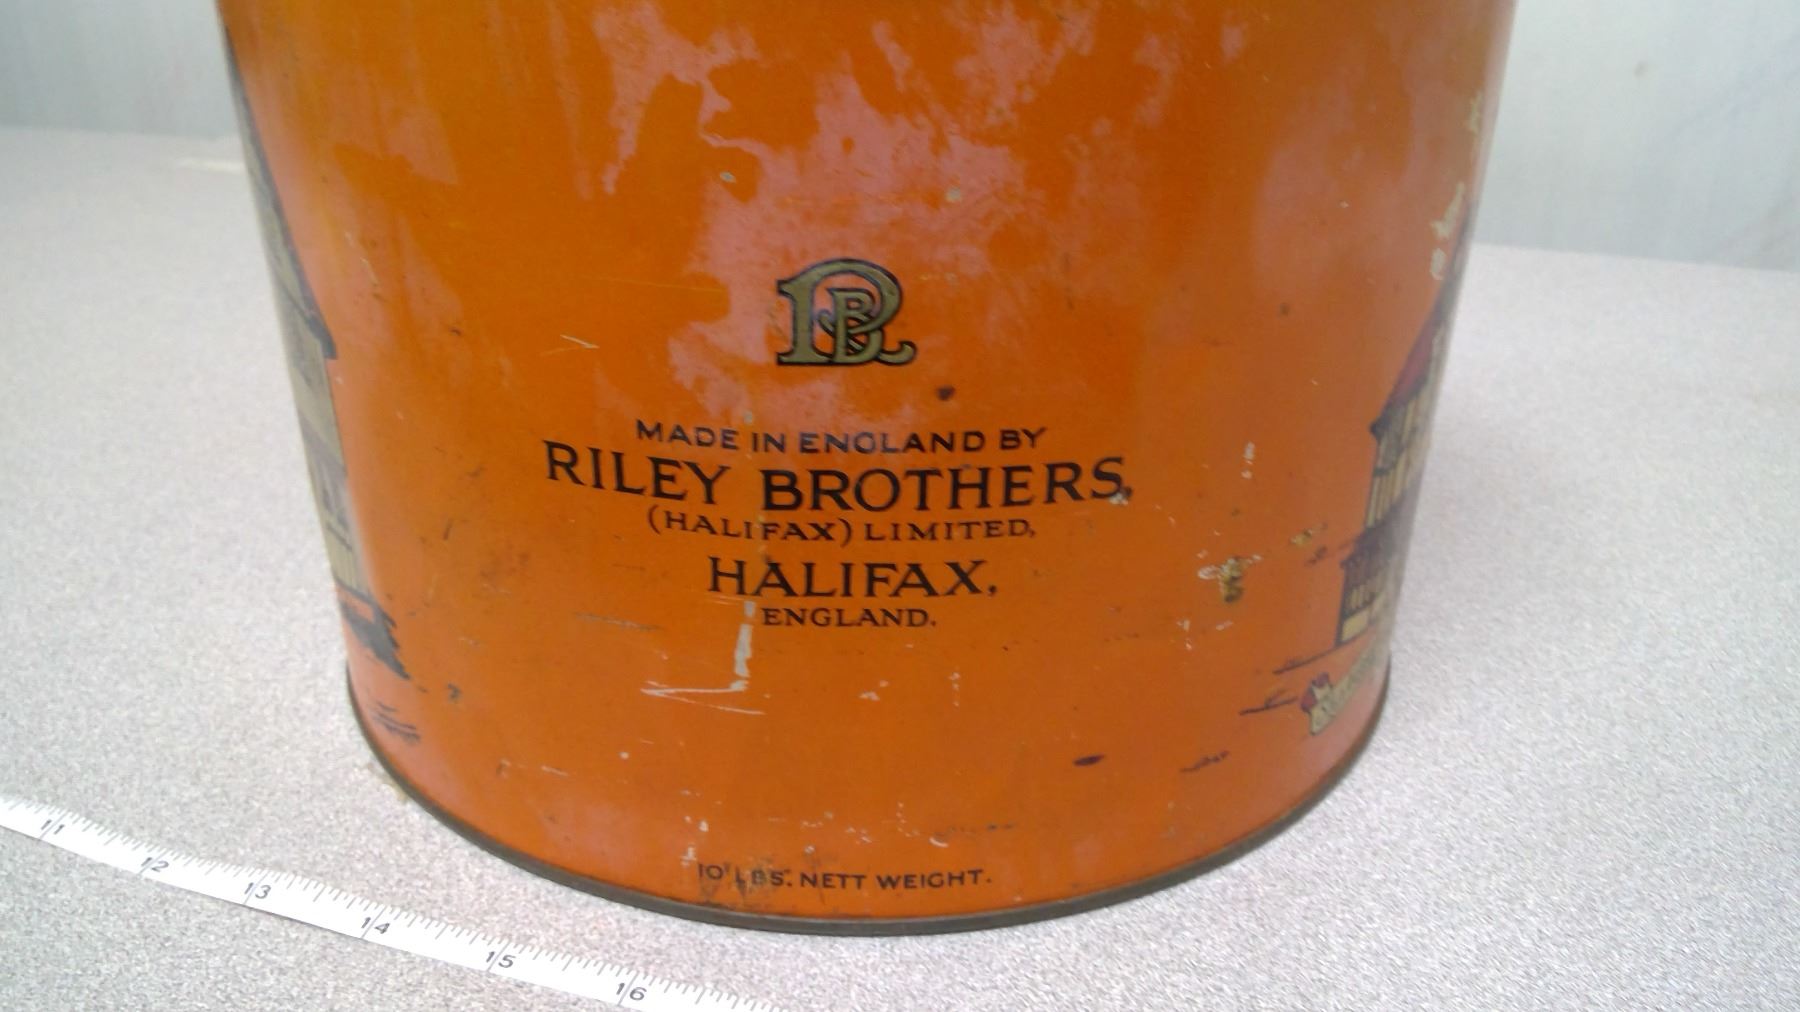 RB
MADE IN ENGLAND BY
RILEY BROTHERS,
(HALIFAX) LIMITED,
HALIFAX,
ENGLAND.
10 LBS. NETT WEIGHT.
11 12 13 14 15 16